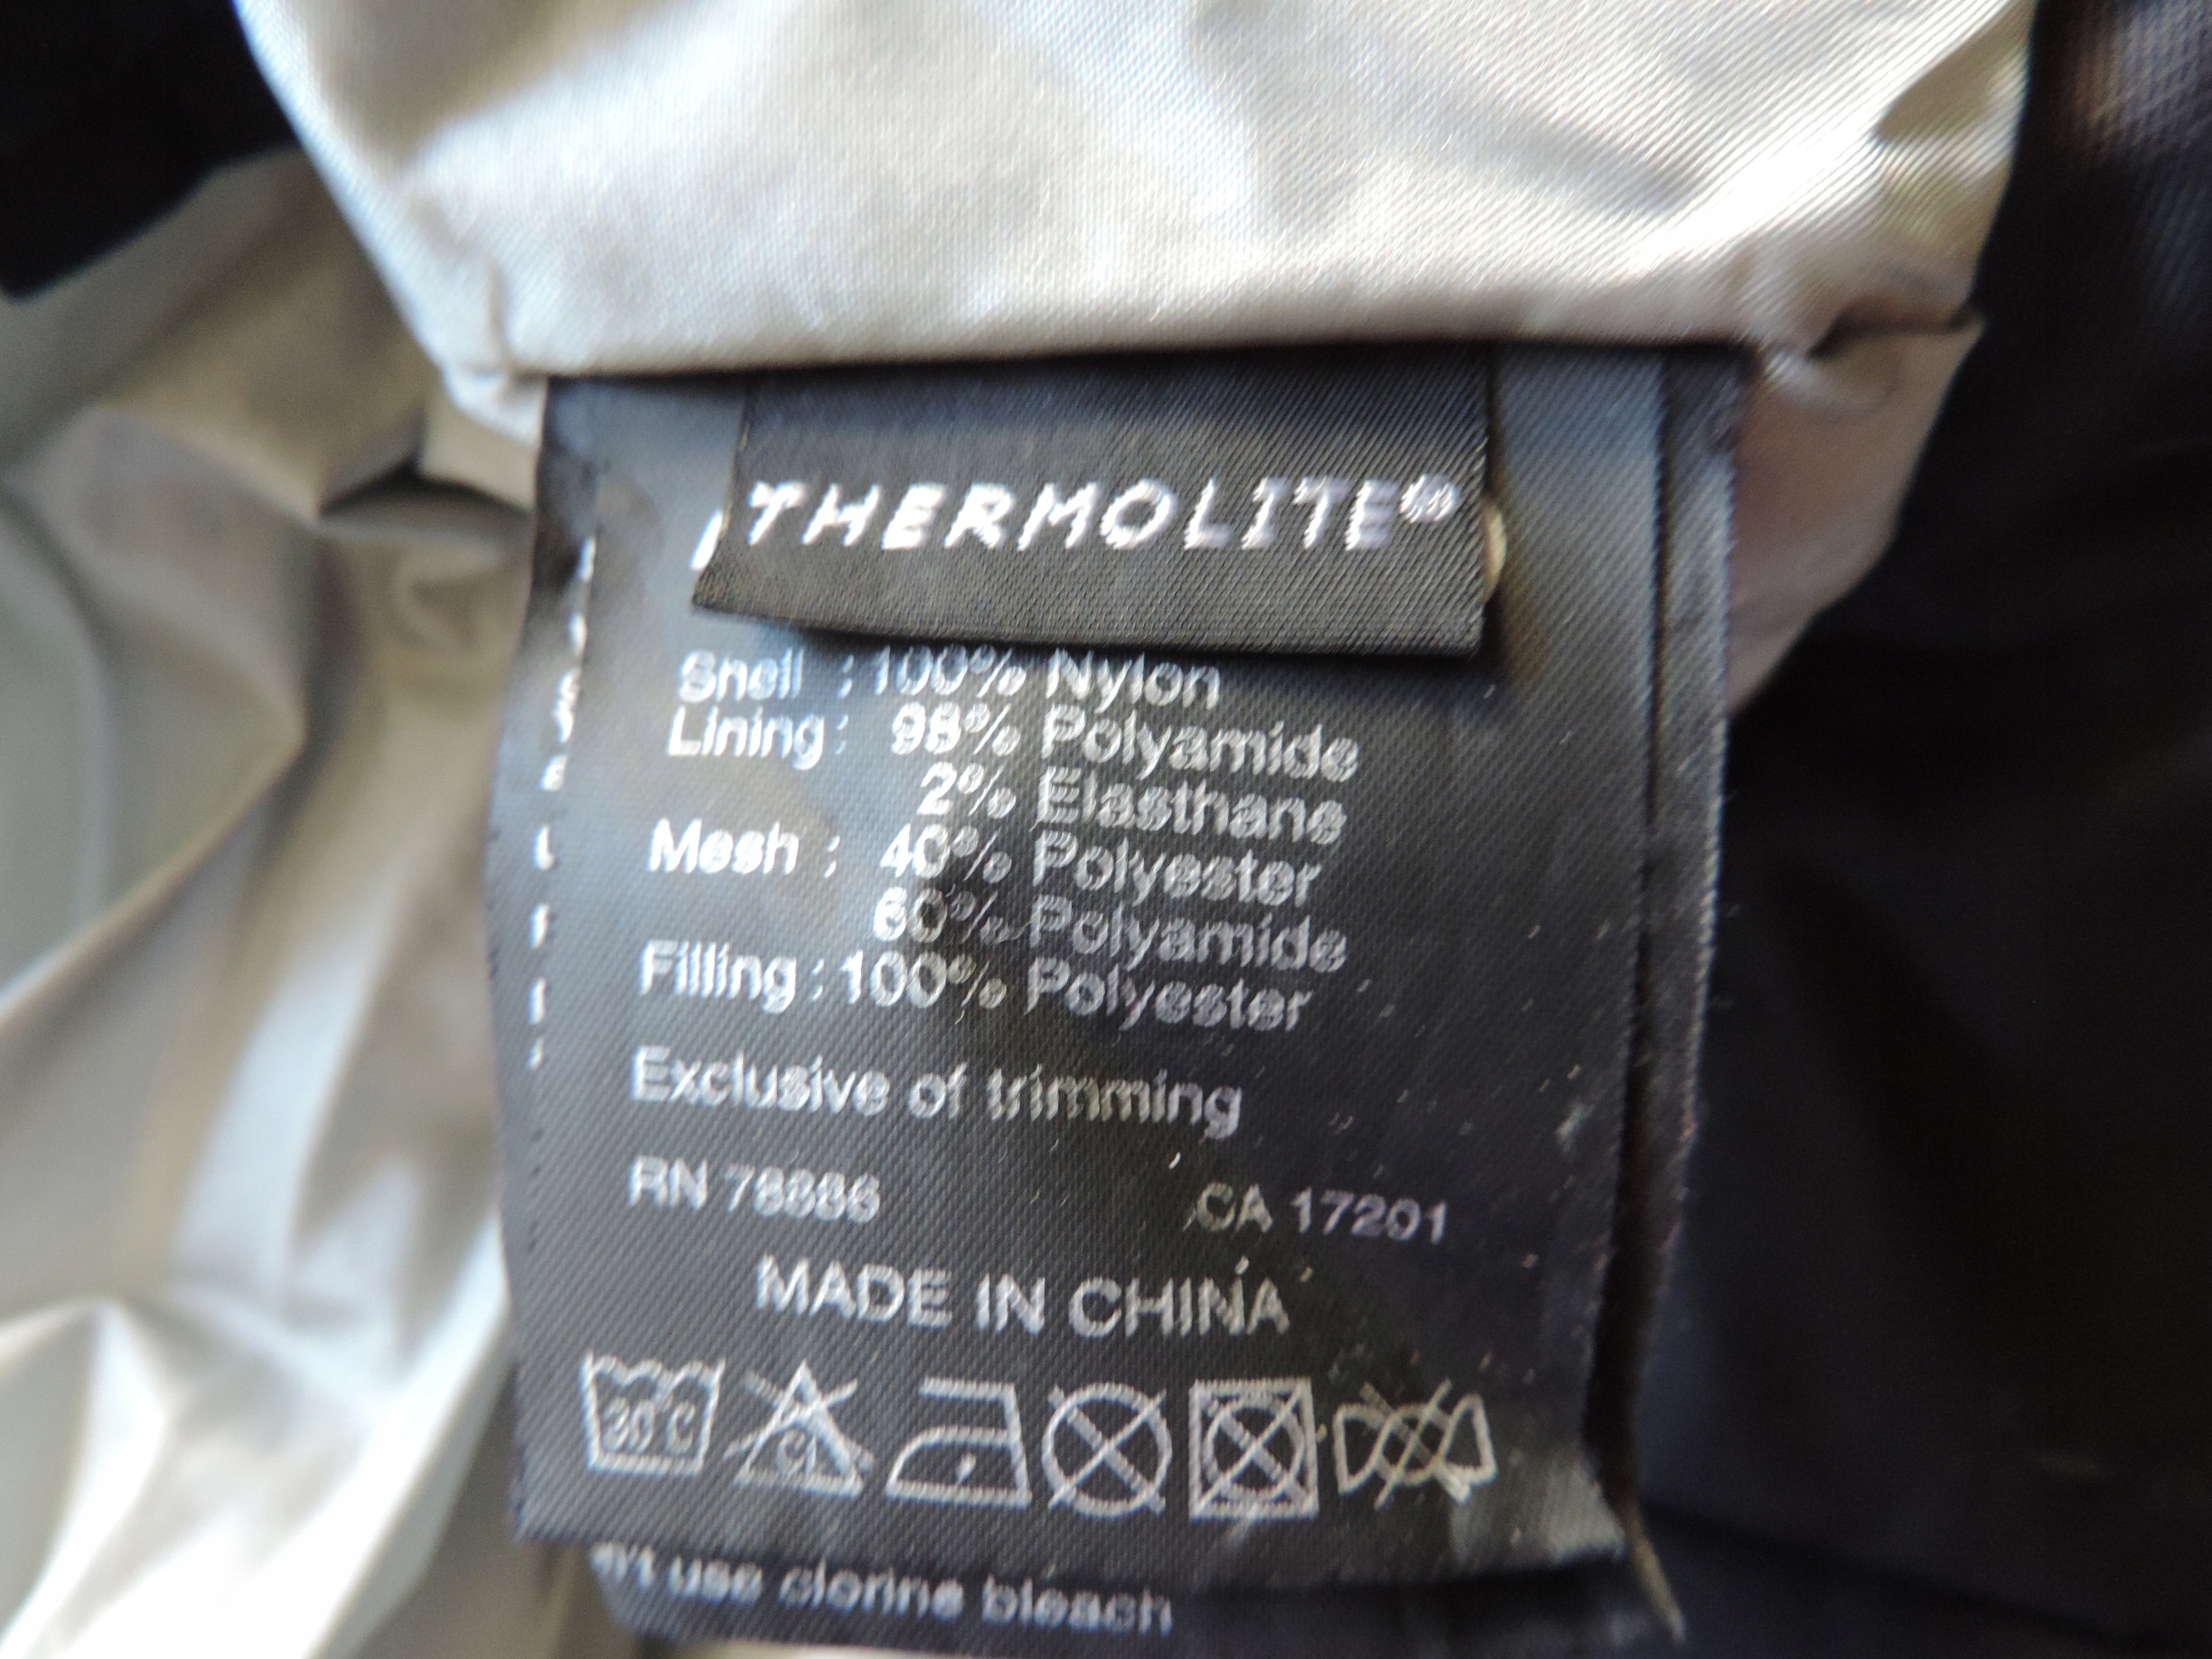 THERMOLITE®
Shell : 100% Nylon
Lining : 98% Polyamide
2% Elasthane
Mesh : 40% Polyester
60% Polyamide
Filling : 100% Polyester
Exclusive of trimming
RN 78886 CA 17201
MADE IN CHINA
30°C
CL
use clorine bleach